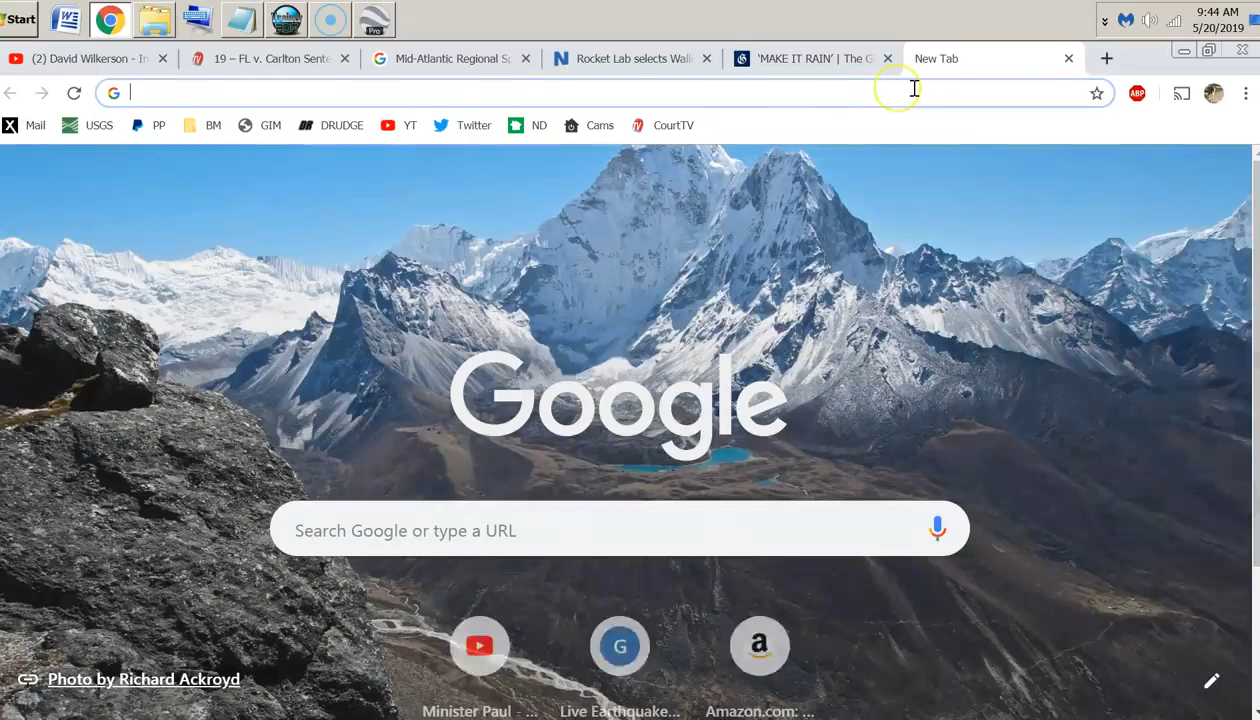 Start
Pro
9:44 AM
5/20/2019
(2) David Wilkerson - In
19 – FL v. Carlton Sente
Mid-Atlantic Regional S
Rocket Lab selects Wall
'MAKE IT RAIN' | The G
New Tab
Mail
USGS
PP
BM
GIM
DRUDGE
YT
Twitter
ND
Cams
CourtTV
ABP
Google
Search Google or type a URL
G
a
Photo by Richard Ackroyd
Minister Paul - ...
Live Earthquake...
Amazon.com: ...